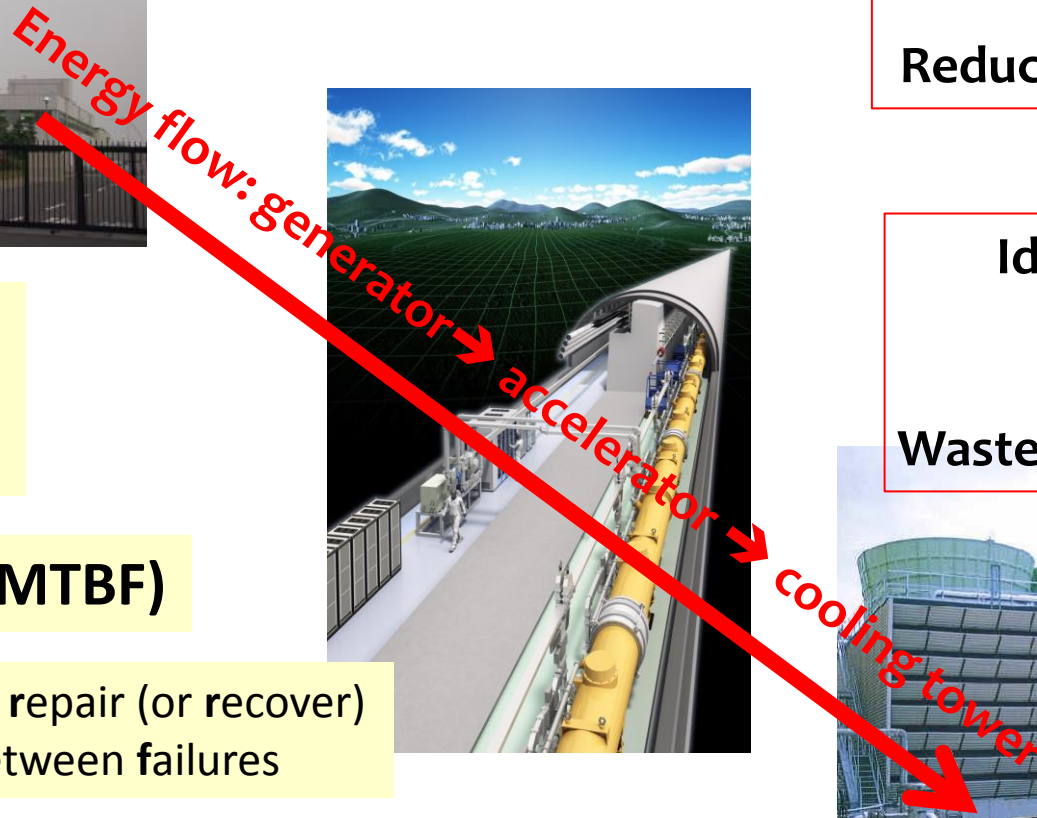 Energy flow: generator➔ accelerator ➔ cooling tower
Reduc
Id
Waste
MTBF)
repair (or recover)
tween failures